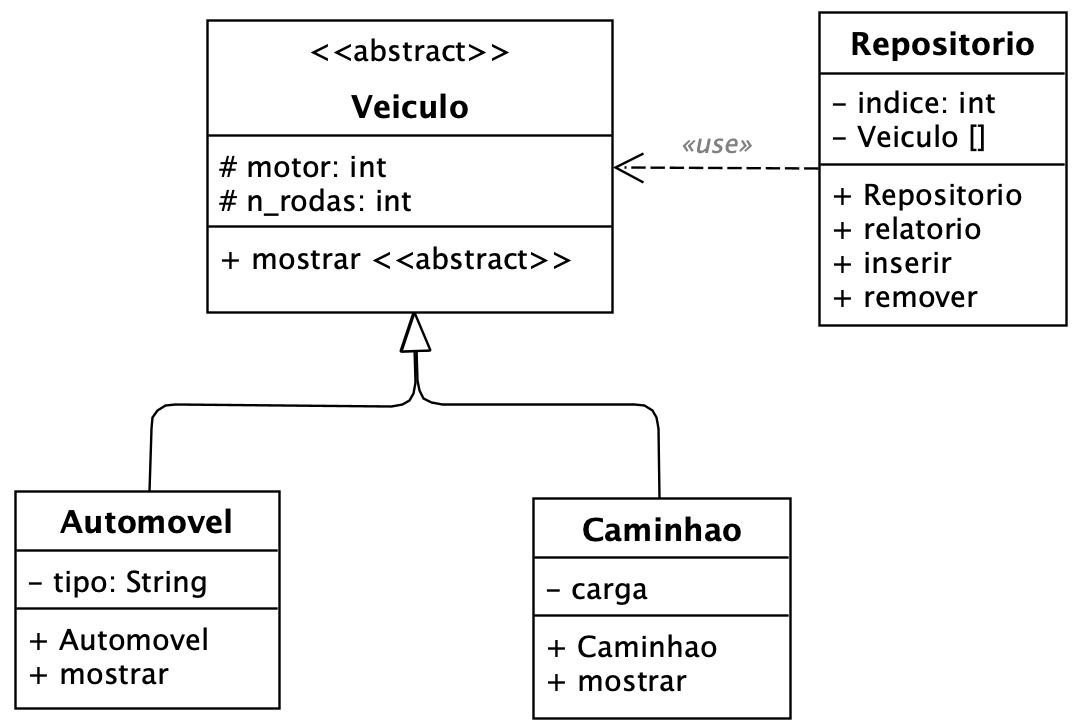 <<abstract>>
Veiculo
# motor: int
# n_rodas: int
+ mostrar <<abstract>>
«use»
Repositorio
- indice: int
- Veiculo []
+ Repositorio
+ relatorio
+ inserir
+ remover
Automovel
- tipo: String
+ Automovel
+ mostrar
Caminhao
- carga
+ Caminhao
+ mostrar